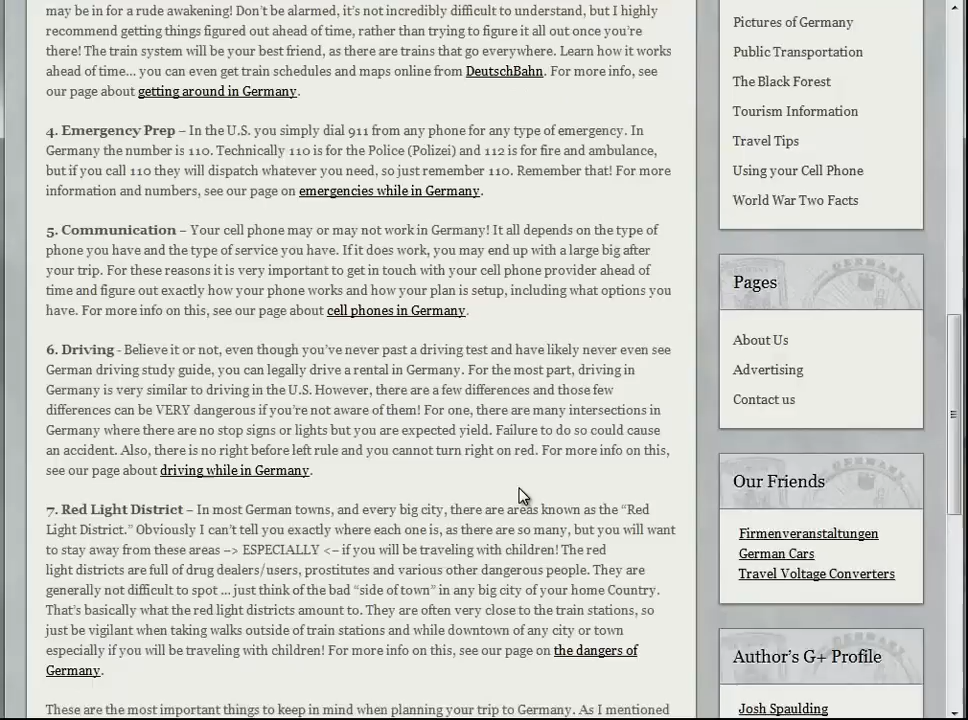 may be in for a rude awakening! Don't be alarmed, it's not incredibly difficult to understand, but I highly
recommend getting things figured out ahead of time, rather than trying to figure it all out once you're
there! The train system will be your best friend, as there are trains that go everywhere. Learn how it works
ahead of time... you can even get train schedules and maps online from DeutschBahn. For more info, see
our page about getting around in Germany.
4. Emergency Prep – In the U.S. you simply dial 911 from any phone for any type of emergency. In
Germany the number is 110. Technically 110 is for the Police (Polizei) and 112 is for fire and ambulance,
but if you call 110 they will dispatch whatever you need, so just remember 110. Remember that! For more
information and numbers, see our page on emergencies while in Germany.
5. Communication – Your cell phone may or may not work in Germany! It all depends on the type of
phone you have and the type of service you have. If it does work, you may end up with a large big after
your trip. For these reasons it is very important to get in touch with your cell phone provider ahead of
time and figure out exactly how your phone works and how your plan is setup, including what options you
have. For more info on this, see our page about cell phones in Germany.
6. Driving - Believe it or not, even though you've never past a driving test and have likely never even see
German driving study guide, you can legally drive a rental in Germany. For the most part, driving in
Germany is very similar to driving in the U.S. However, there are a few differences and those few
differences can be VERY dangerous if you're not aware of them! For one, there are many intersections in
Germany where there are no stop signs or lights but you are expected yield. Failure to do so could cause
an accident. Also, there is no right before left rule and you cannot turn right on red. For more info on this,
see our page about driving while in Germany.
7. Red Light District – In most German towns, and every big city, there are areas known as the “Red
Light District.” Obviously I can't tell you exactly where each one is, as there are so many, but you will want
to stay away from these areas –> ESPECIALLY <– if you will be traveling with children! The red
light districts are full of drug dealers/users, prostitutes and various other dangerous people. They are
generally not difficult to spot ... just think of the bad “side of town” in any big city of your home Country.
That's basically what the red light districts amount to. They are often very close to the train stations, so
just be vigilant when taking walks outside of train stations and while downtown of any city or town
especially if you will be traveling with children! For more info on this, see our page on the dangers of
Germany.
These are the most important things to keep in mind when planning your trip to Germany. As I mentioned
Pictures of Germany
Public Transportation
The Black Forest
Tourism Information
Travel Tips
Using your Cell Phone
World War Two Facts
Pages
About Us
Advertising
Contact us
Our Friends
Firmenveranstaltungen
German Cars
Travel Voltage Converters
Author's G+ Profile
Josh Spaulding